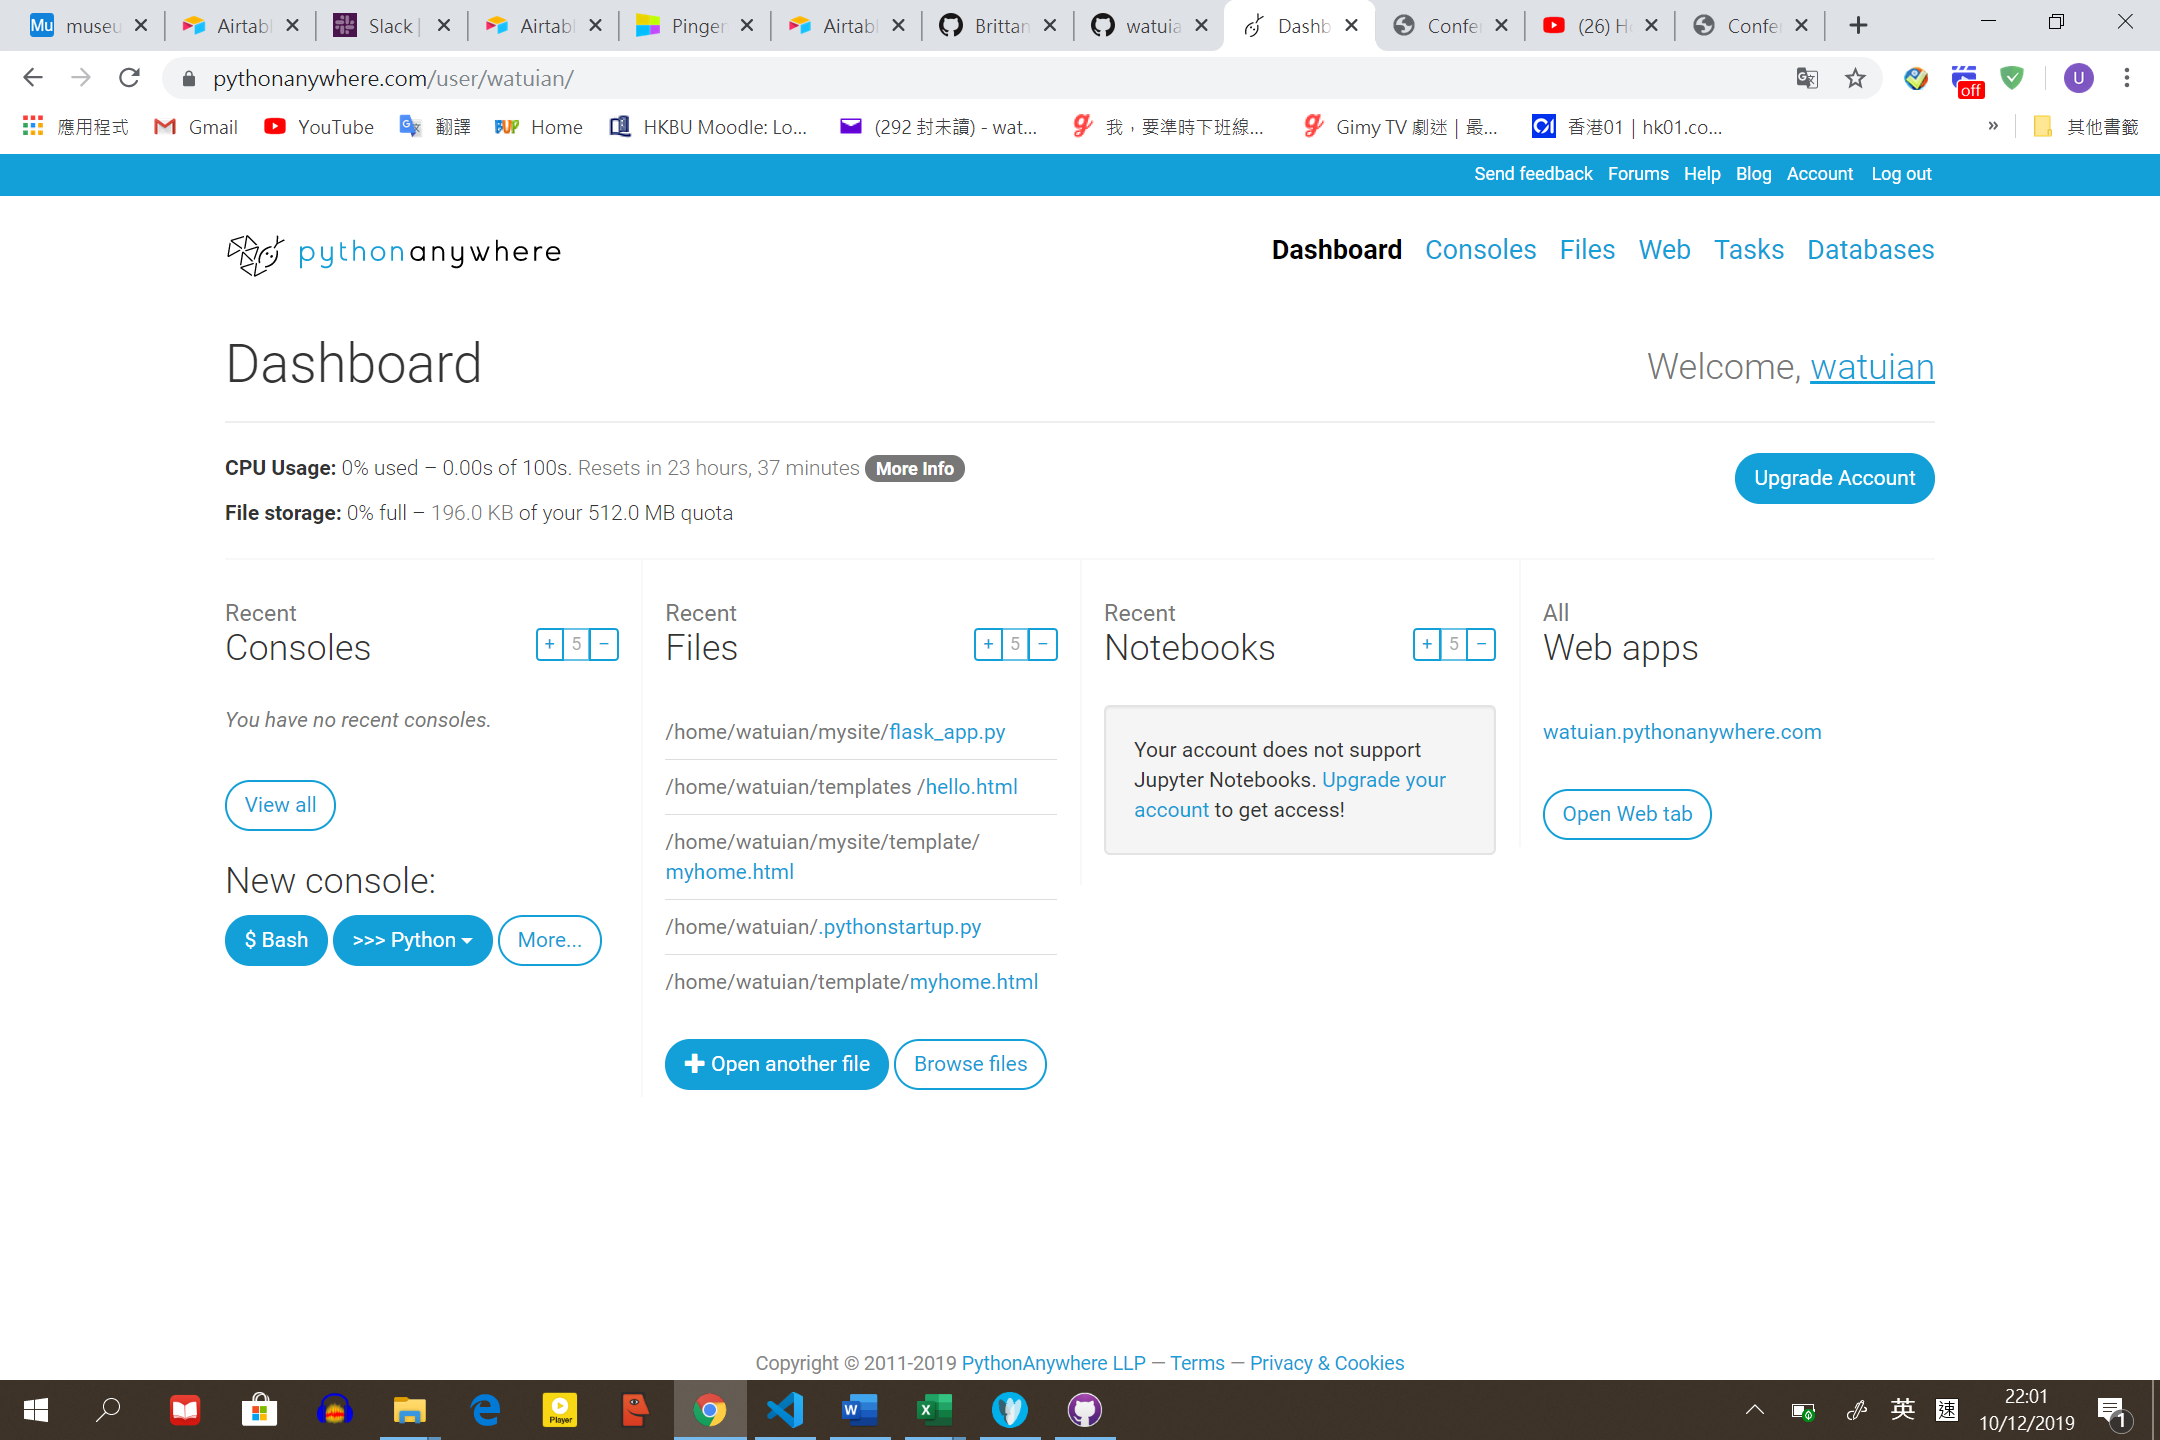 Mu museu
Airtabl
Slack |
Airtabl
Pinger
Airtabl
Brittan
watuia
Dashb
Confer
(26) H
Confer
pythonanywhere.com/user/watuian/
off
U
應用程式
Gmail
YouTube
翻譯
BUP Home
HKBU Moodle: Lo...
(292 封未讀) - wat...
我，要準時下班線...
Gimy TV 劇迷 | 最...
香港01 | hk01.co...
»
其他書籤
Send feedback Forums Help Blog Account Log out
pythonanywhere
Dashboard Consoles Files Web Tasks Databases
Dashboard
Welcome, watuian
CPU Usage: 0% used – 0.00s of 100s. Resets in 23 hours, 37 minutes More Info
Upgrade Account
File storage: 0% full – 196.0 KB of your 512.0 MB quota
Recent
Consoles
+ 5 −
You have no recent consoles.
View all
New console:
$ Bash >>> Python More...
Recent
Files
+ 5 −
/home/watuian/mysite/flask_app.py
/home/watuian/templates /hello.html
/home/watuian/mysite/template/
myhome.html
/home/watuian/.pythonstartup.py
/home/watuian/template/myhome.html
Open another file Browse files
Recent
Notebooks
+ 5 −
Your account does not support
Jupyter Notebooks. Upgrade your
account to get access!
All
Web apps
watuian.pythonanywhere.com
Open Web tab
Copyright © 2011-2019 PythonAnywhere LLP — Terms — Privacy & Cookies
Player
英
速
22:01
10/12/2019
1